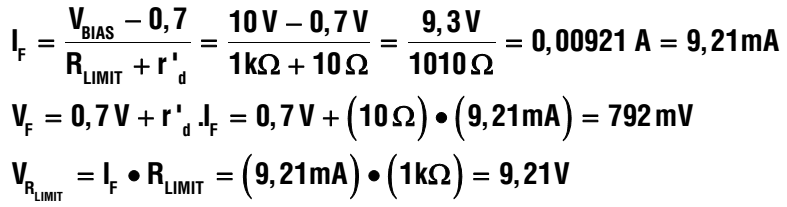 I_F = (V_BIAS − 0,7) / (R_LIMIT + r'_d) = (10 V − 0,7 V) / (1kΩ + 10 Ω) = 9,3 V / 1010 Ω = 0,00921 A = 9,21mA
V_F = 0,7 V + r'_d .I_F = 0,7 V + (10 Ω) • (9,21mA) = 792 mV
V_R_LIMIT = I_F • R_LIMIT = (9,21mA) • (1kΩ) = 9,21V